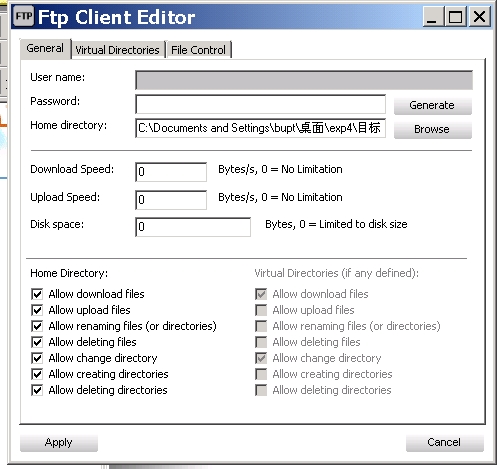 FTP Ftp Client Editor
General Virtual Directories File Control
User name:
Password: Generate
Home directory: C:\Documents and Settings\bupt\桌面\exp4\目标 Browse
Download Speed: 0 Bytes/s, 0 = No Limitation
Upload Speed: 0 Bytes/s, 0 = No Limitation
Disk space: 0 Bytes, 0 = Limited to disk size
Home Directory: Virtual Directories (if any defined):
Allow download files Allow download files
Allow upload files Allow upload files
Allow renaming files (or directories) Allow renaming files (or directories)
Allow deleting files Allow deleting files
Allow change directory Allow change directory
Allow creating directories Allow creating directories
Allow deleting directories Allow deleting directories
Apply Cancel